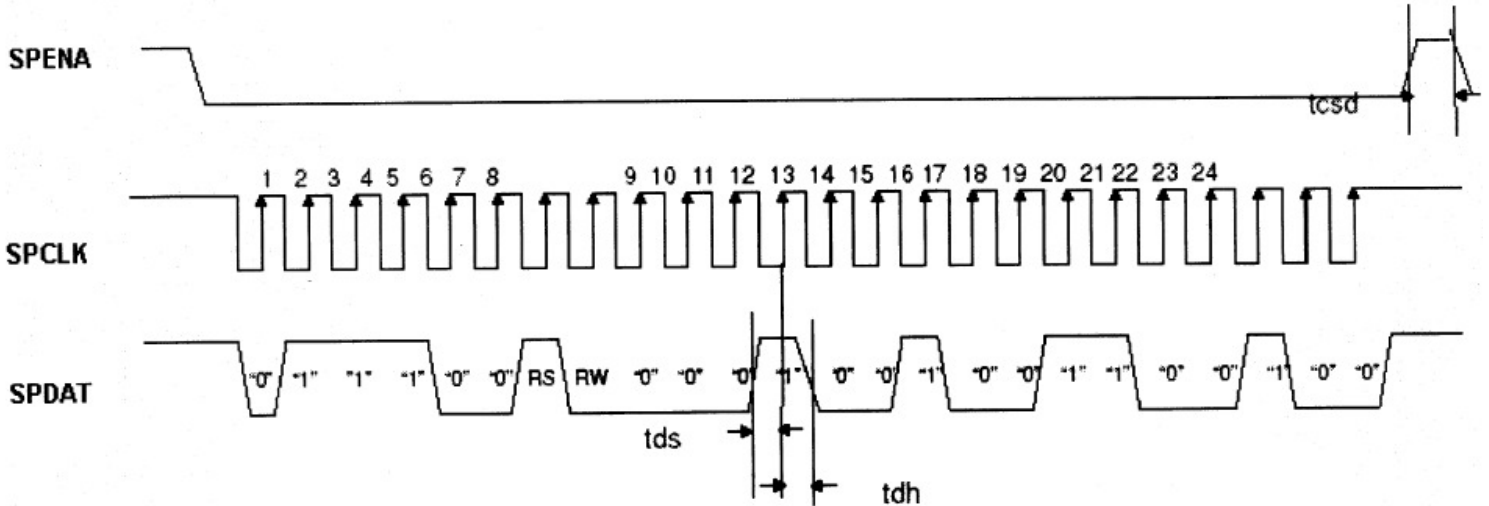 SPENA
tcsd
1 2 3 4 5 6 7 8 9 10 11 12 13 14 15 16 17 18 19 20 21 22 23 24
SPCLK
SPDAT
"0" "1" "1" "1" "0" "0" RS RW "0" "0" "0" "1" "0" "0" "1" "0" "0" "1" "1" "0" "0" "1" "0" "0"
tds
tdh